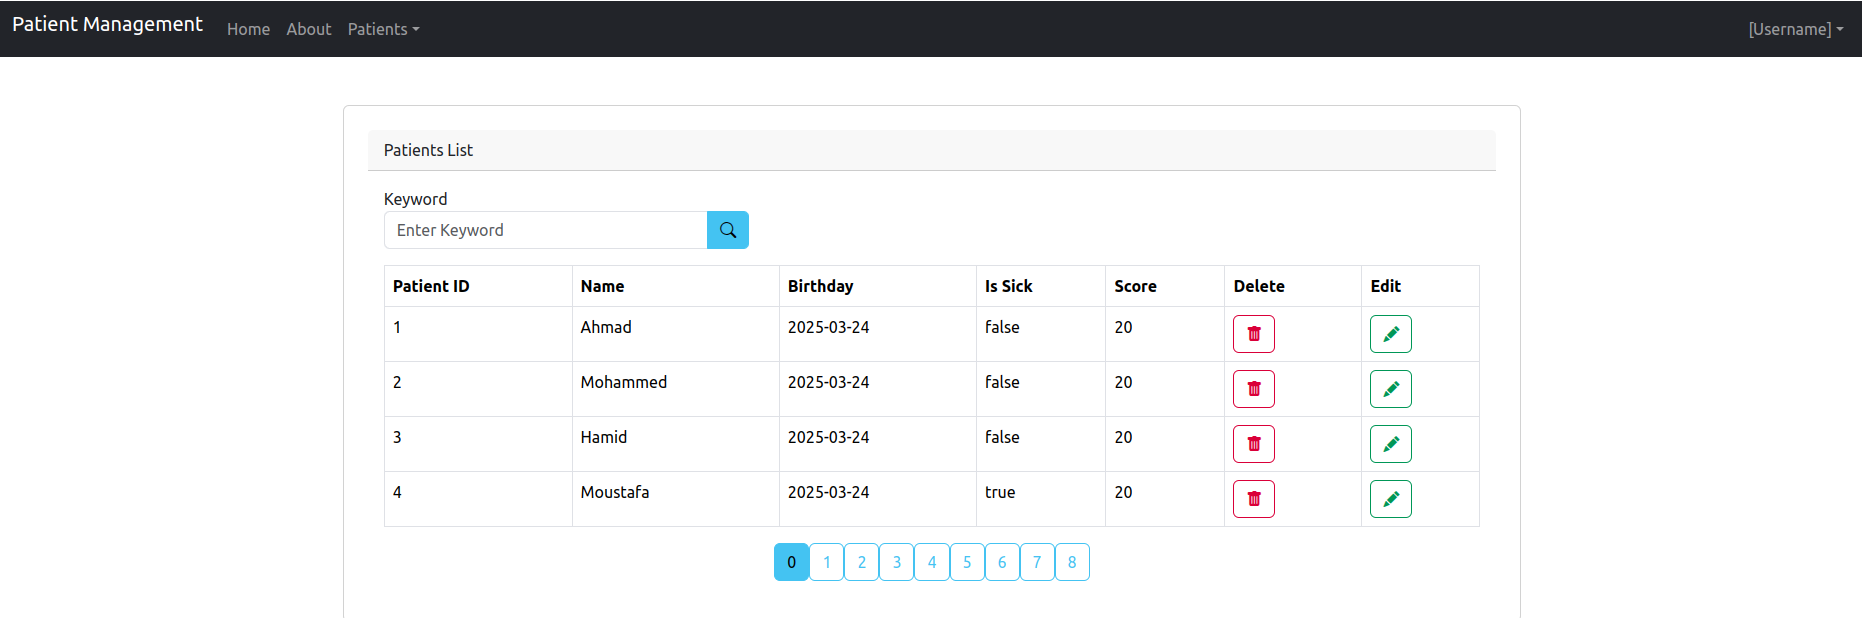 Patient Management Home About Patients [Username]
Patients List
Keyword
Enter Keyword
Patient ID Name Birthday Is Sick Score Delete Edit
1 Ahmad 2025-03-24 false 20
2 Mohammed 2025-03-24 false 20
3 Hamid 2025-03-24 false 20
4 Moustafa 2025-03-24 true 20
0 1 2 3 4 5 6 7 8